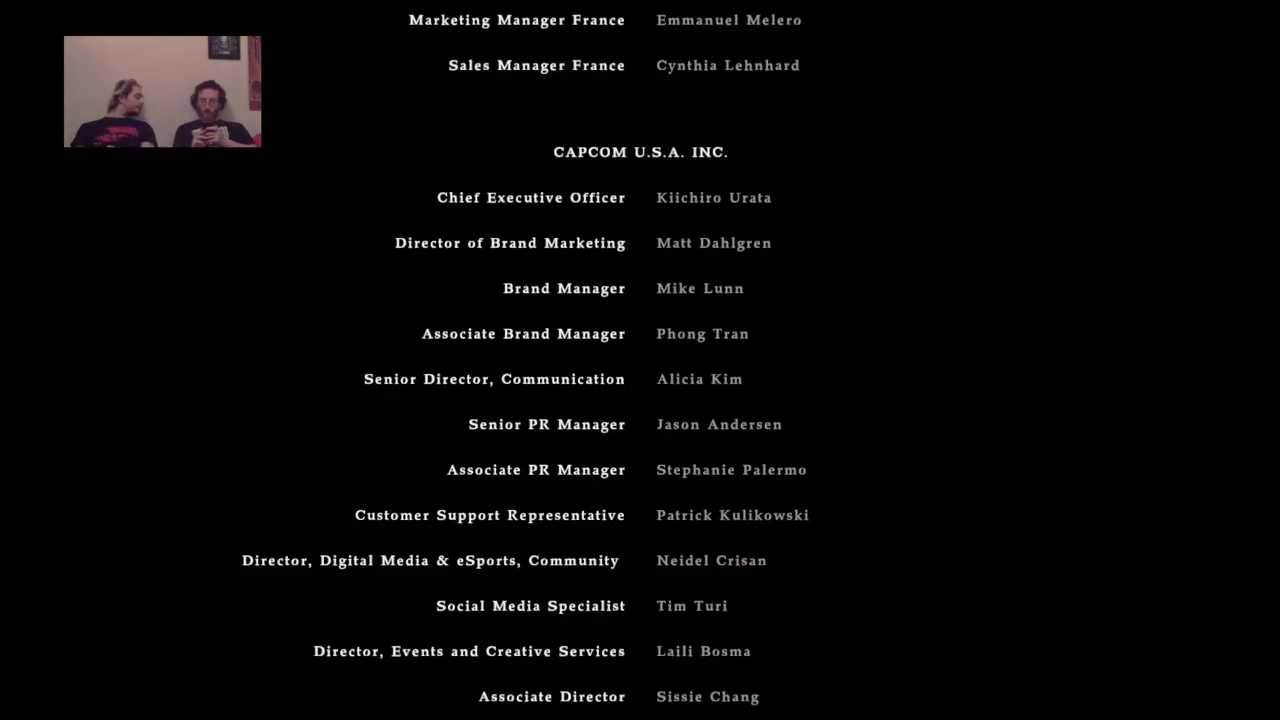 Marketing Manager France Emmanuel Melero
Sales Manager France Cynthia Lehnhard
CAPCOM U.S.A. INC.
Chief Executive Officer Kiichiro Urata
Director of Brand Marketing Matt Dahlgren
Brand Manager Mike Lunn
Associate Brand Manager Phong Tran
Senior Director, Communication Alicia Kim
Senior PR Manager Jason Andersen
Associate PR Manager Stephanie Palermo
Customer Support Representative Patrick Kulikowski
Director, Digital Media & eSports, Community Neidel Crisan
Social Media Specialist Tim Turi
Director, Events and Creative Services Laili Bosma
Associate Director Sissie Chang